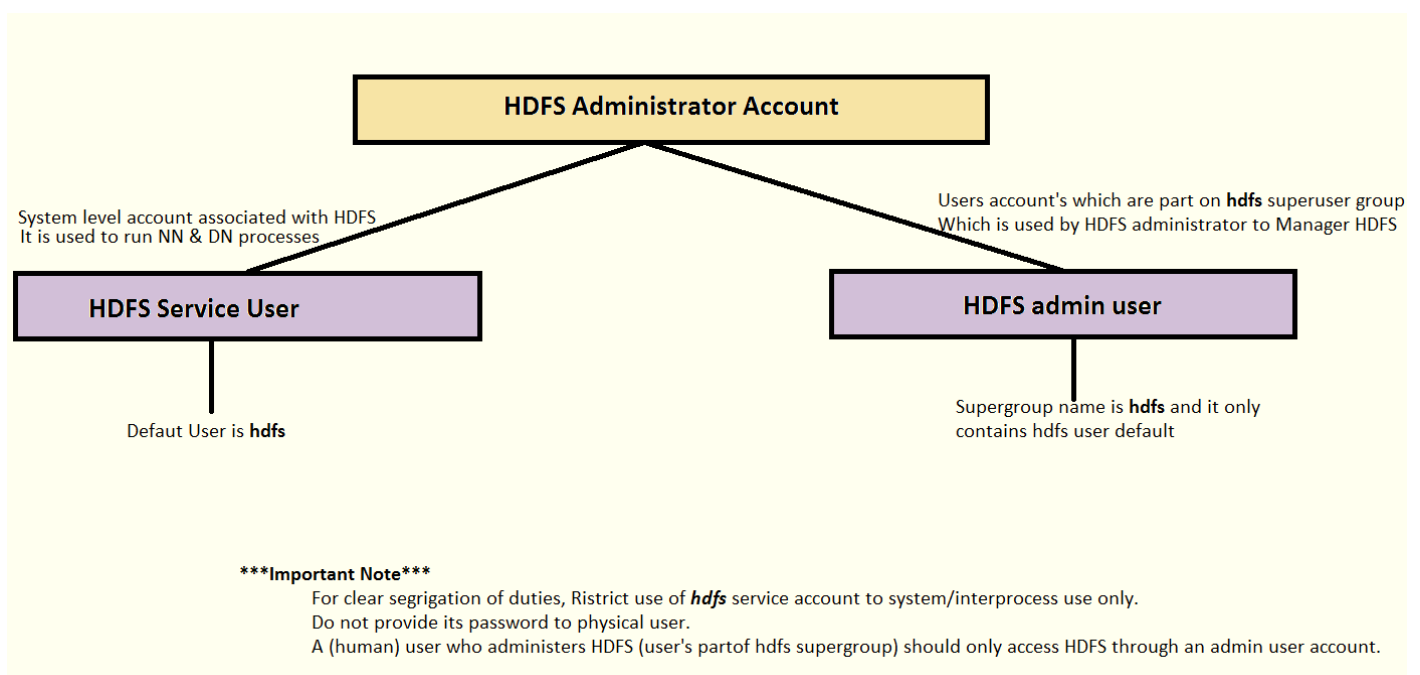 HDFS Administrator Account
System level account associated with HDFS
It is used to run NN & DN processes
Users account's which are part on hdfs superuser group
Which is used by HDFS administrator to Manager HDFS
HDFS Service User
HDFS admin user
Defaut User is hdfs
Supergroup name is hdfs and it only
contains hdfs user default
***Important Note***
For clear segrigation of duties, Ristrict use of hdfs service account to system/interprocess use only.
Do not provide its password to physical user.
A (human) user who administers HDFS (user's partof hdfs supergroup) should only access HDFS through an admin user account.